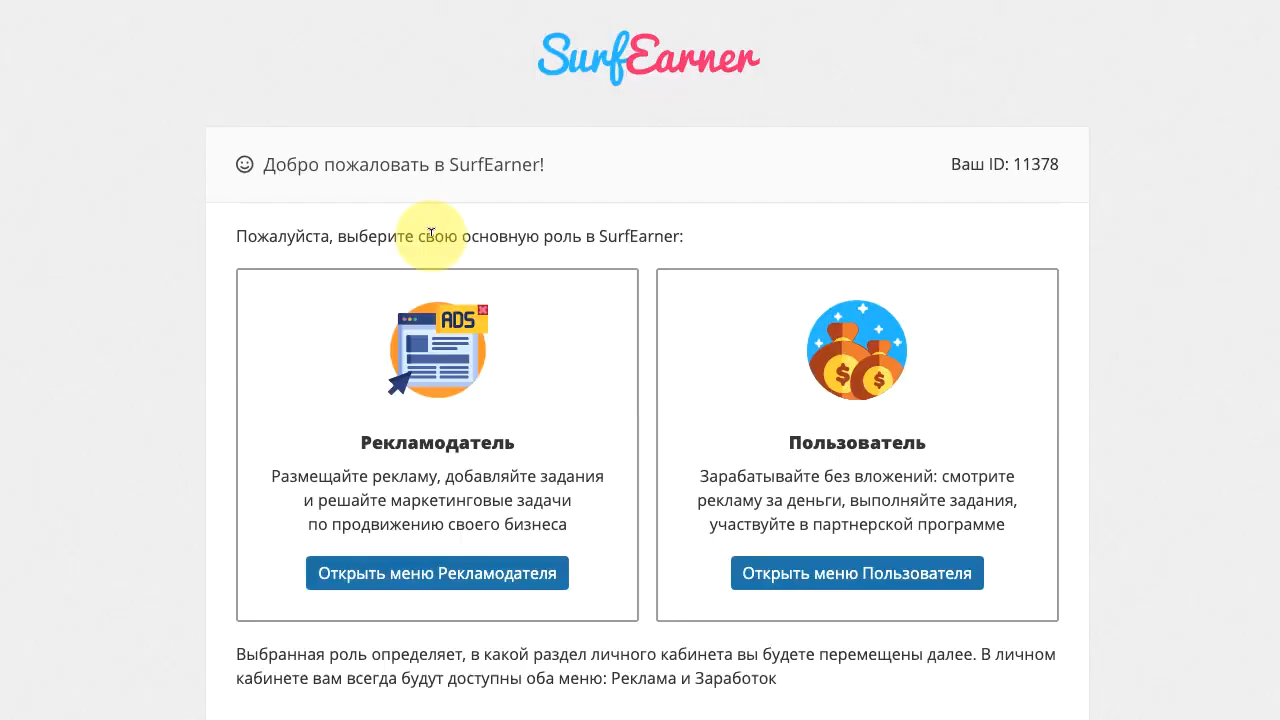 SurfEarner
Добро пожаловать в SurfEarner!
Ваш ID: 11378
Пожалуйста, выберите свою основную роль в SurfEarner:
ADS
Рекламодатель
Размещайте рекламу, добавляйте задания
и решайте маркетинговые задачи
по продвижению своего бизнеса
Открыть меню Рекламодателя
$ $
Пользователь
Зарабатывайте без вложений: смотрите
рекламу за деньги, выполняйте задания,
участвуйте в партнерской программе
Открыть меню Пользователя
Выбранная роль определяет, в какой раздел личного кабинета вы будете перемещены далее. В личном
кабинете вам всегда будут доступны оба меню: Реклама и Заработок